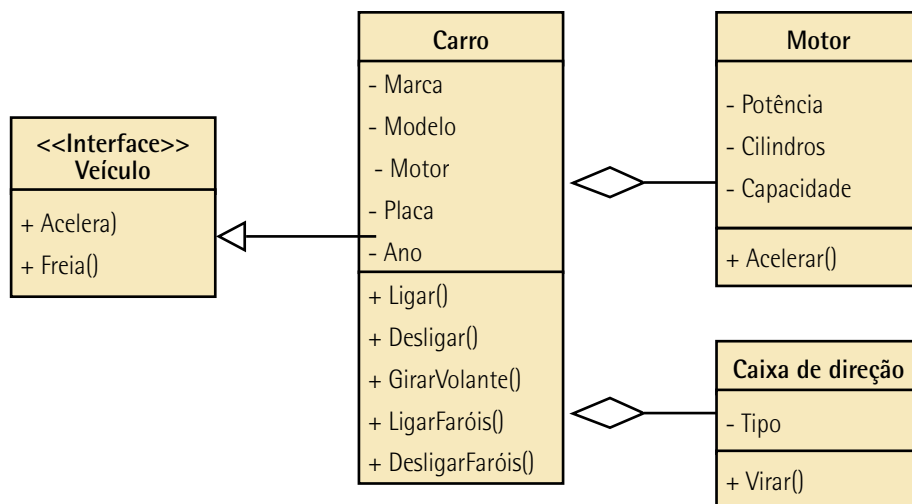 <<Interface>>
Veículo
+ Acelera)
+ Freia()
Carro
- Marca
- Modelo
- Motor
- Placa
- Ano
+ Ligar()
+ Desligar()
+ GirarVolante()
+ LigarFaróis()
+ DesligarFaróis()
Motor
- Potência
- Cilindros
- Capacidade
+ Acelerar()
Caixa de direção
- Tipo
+ Virar()